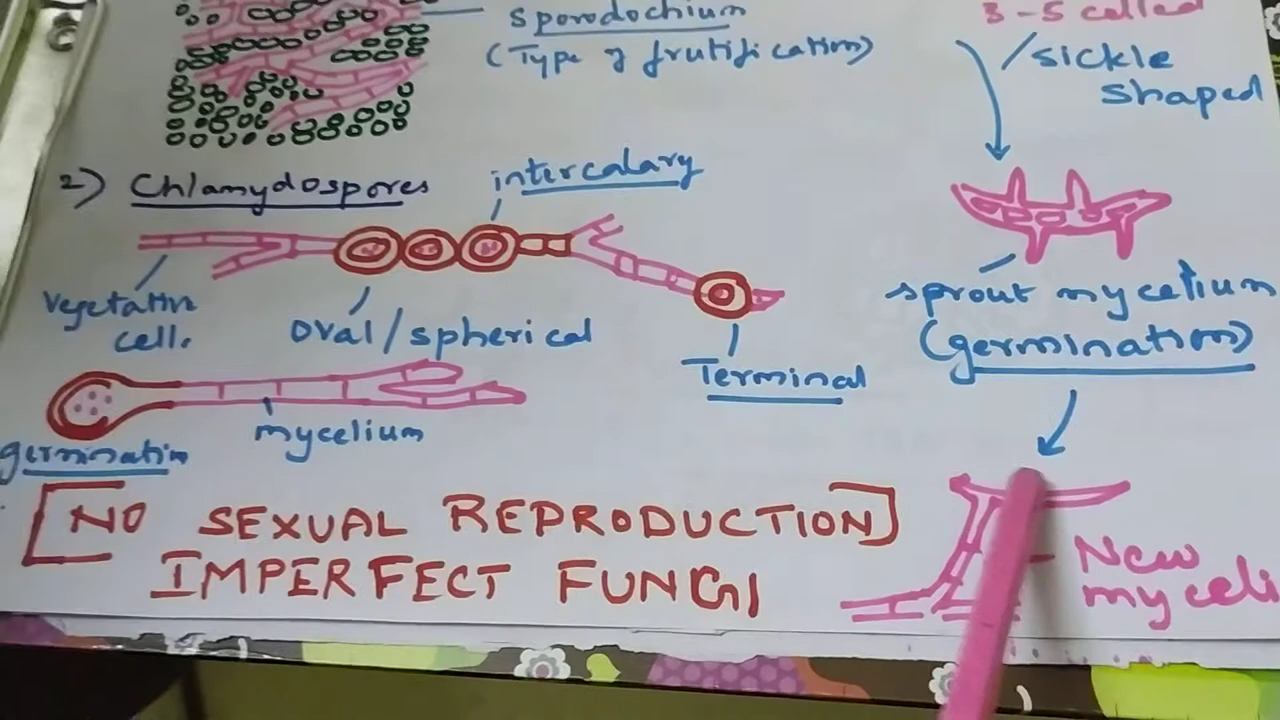 Sporodochium
(Type of frutification)
3-5 celled
/sickle
shaped
2) Chlamydospores
intercalary
vegetative
cell.
oval/spherical
Terminal
sprout mycelium
(germination)
mycelium
germination
[NO SEXUAL REPRODUCTION]
IMPERFECT FUNGI
New
myceli